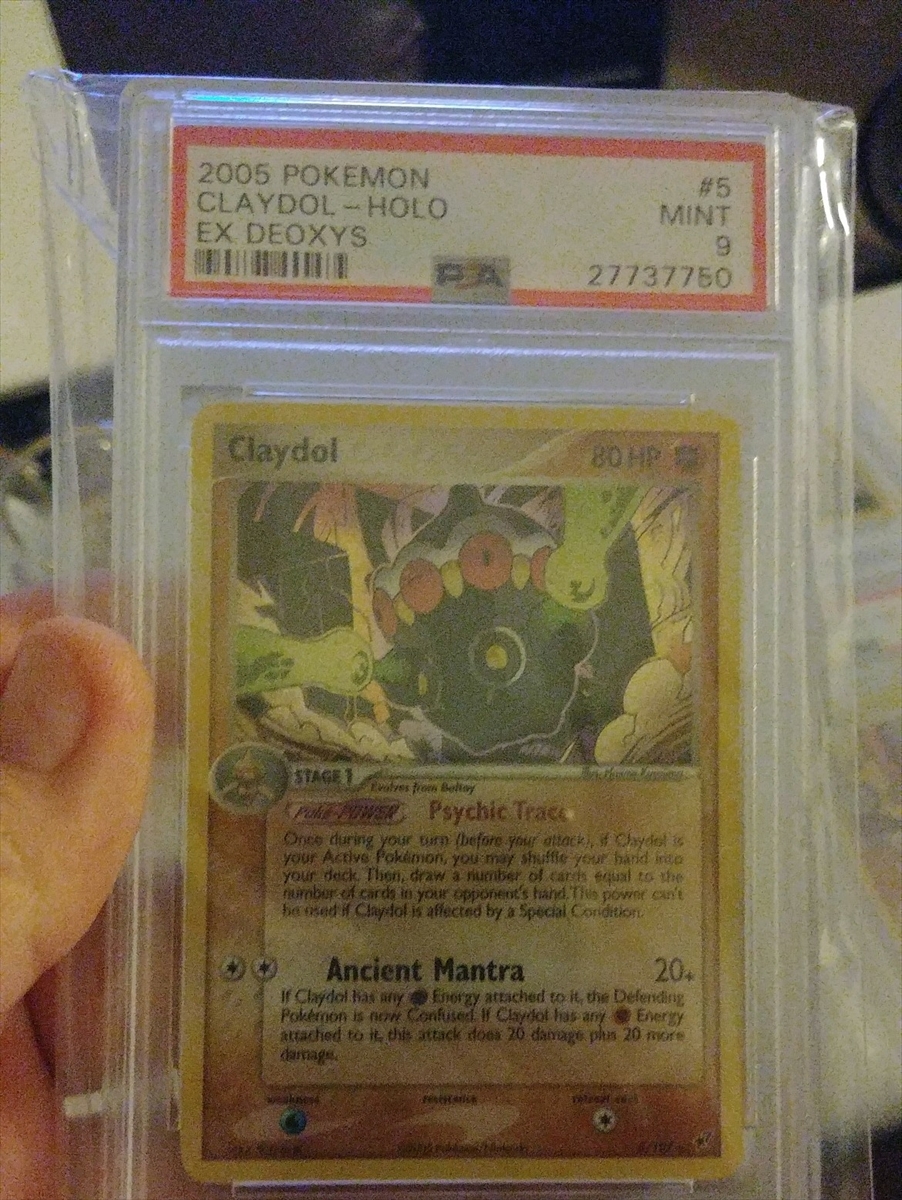 2005 POKEMON #5
CLAYDOL - HOLO MINT
EX DEOXYS 9
PSA 27737750
Claydol 80 HP
STAGE 1
Evolves from Baltoy
Poké-POWER Psychic Trace
Once during your turn (before your attack), if Claydol is
your Active Pokémon, you may shuffle your hand into
your deck. Then, draw a number of cards equal to the
number of cards in your opponent's hand. This power can't
be used if Claydol is affected by a Special Condition.
Ancient Mantra 20+
If Claydol has any Energy attached to it, the Defending
Pokémon is now Confused. If Claydol has any Energy
attached to it, this attack does 20 damage plus 20 more
damage.
weakness resistance retreat cost